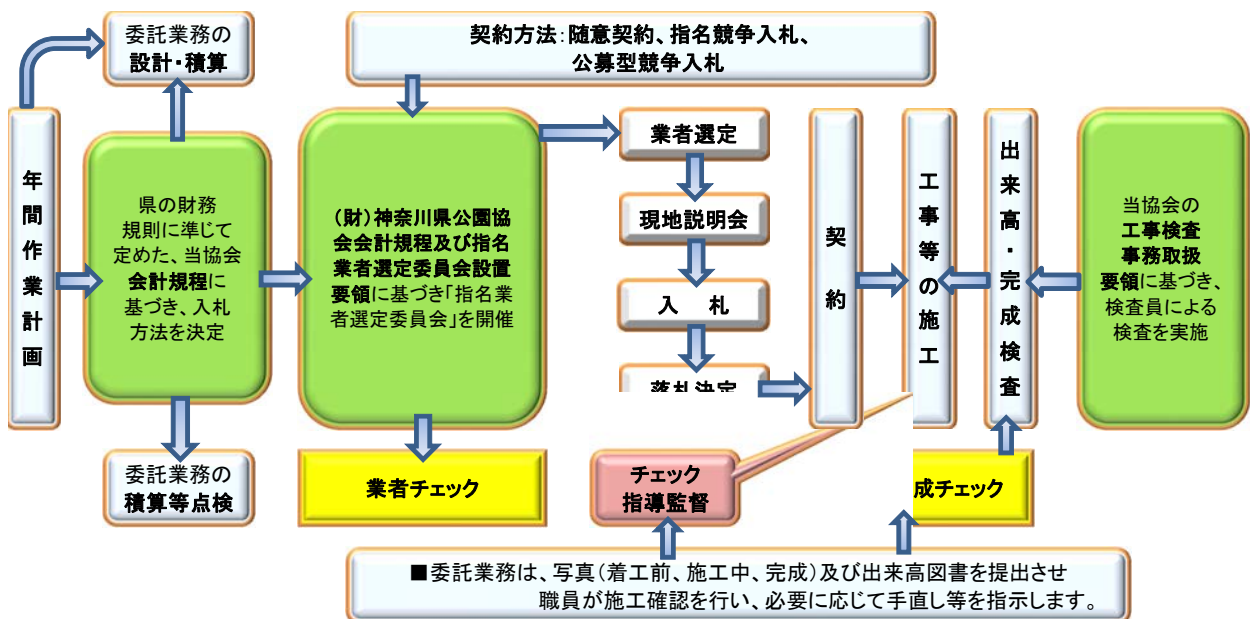 委託業務の
設計・積算
契約方法：随意契約、指名競争入札、
公募型競争入札
年間作業計画
県の財務
規則に準じて
定めた、当協会
会計規程に
基づき、入札
方法を決定
(財)神奈川県公園協
会会計規程及び指名
業者選定委員会設置
要領に基づき「指名業
者選定委員会」を開催
業者選定
現地説明会
入 札
落札決定
契約
工事等の施工
出来高・完成検査
当協会の
工事検査
事務取扱
要領に基づき、
検査員による
検査を実施
委託業務の
積算等点検
業者チェック
チェック
指導監督
成チェック
■委託業務は、写真(着工前、施工中、完成)及び出来高図書を提出させ
職員が施工確認を行い、必要に応じて手直し等を指示します。